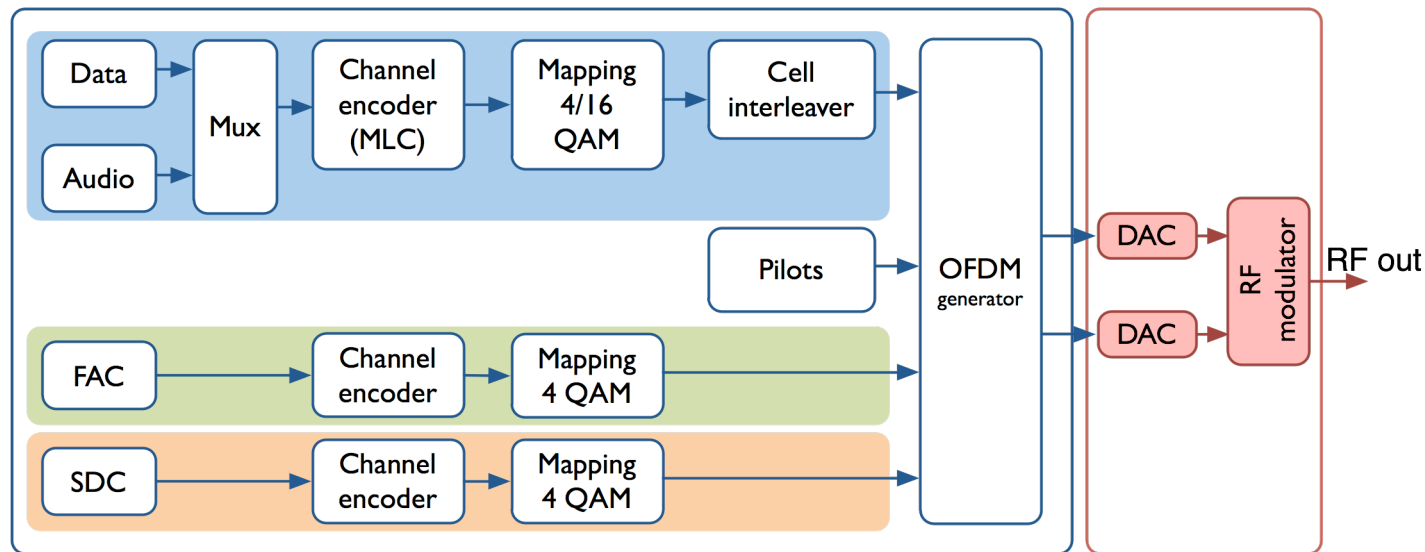 Data
Audio
Mux
Channel
encoder
(MLC)
Mapping
4/16
QAM
Cell
interleaver
Pilots
FAC
Channel
encoder
Mapping
4 QAM
SDC
Channel
encoder
Mapping
4 QAM
OFDM
generator
DAC
DAC
RF
modulator
RF out